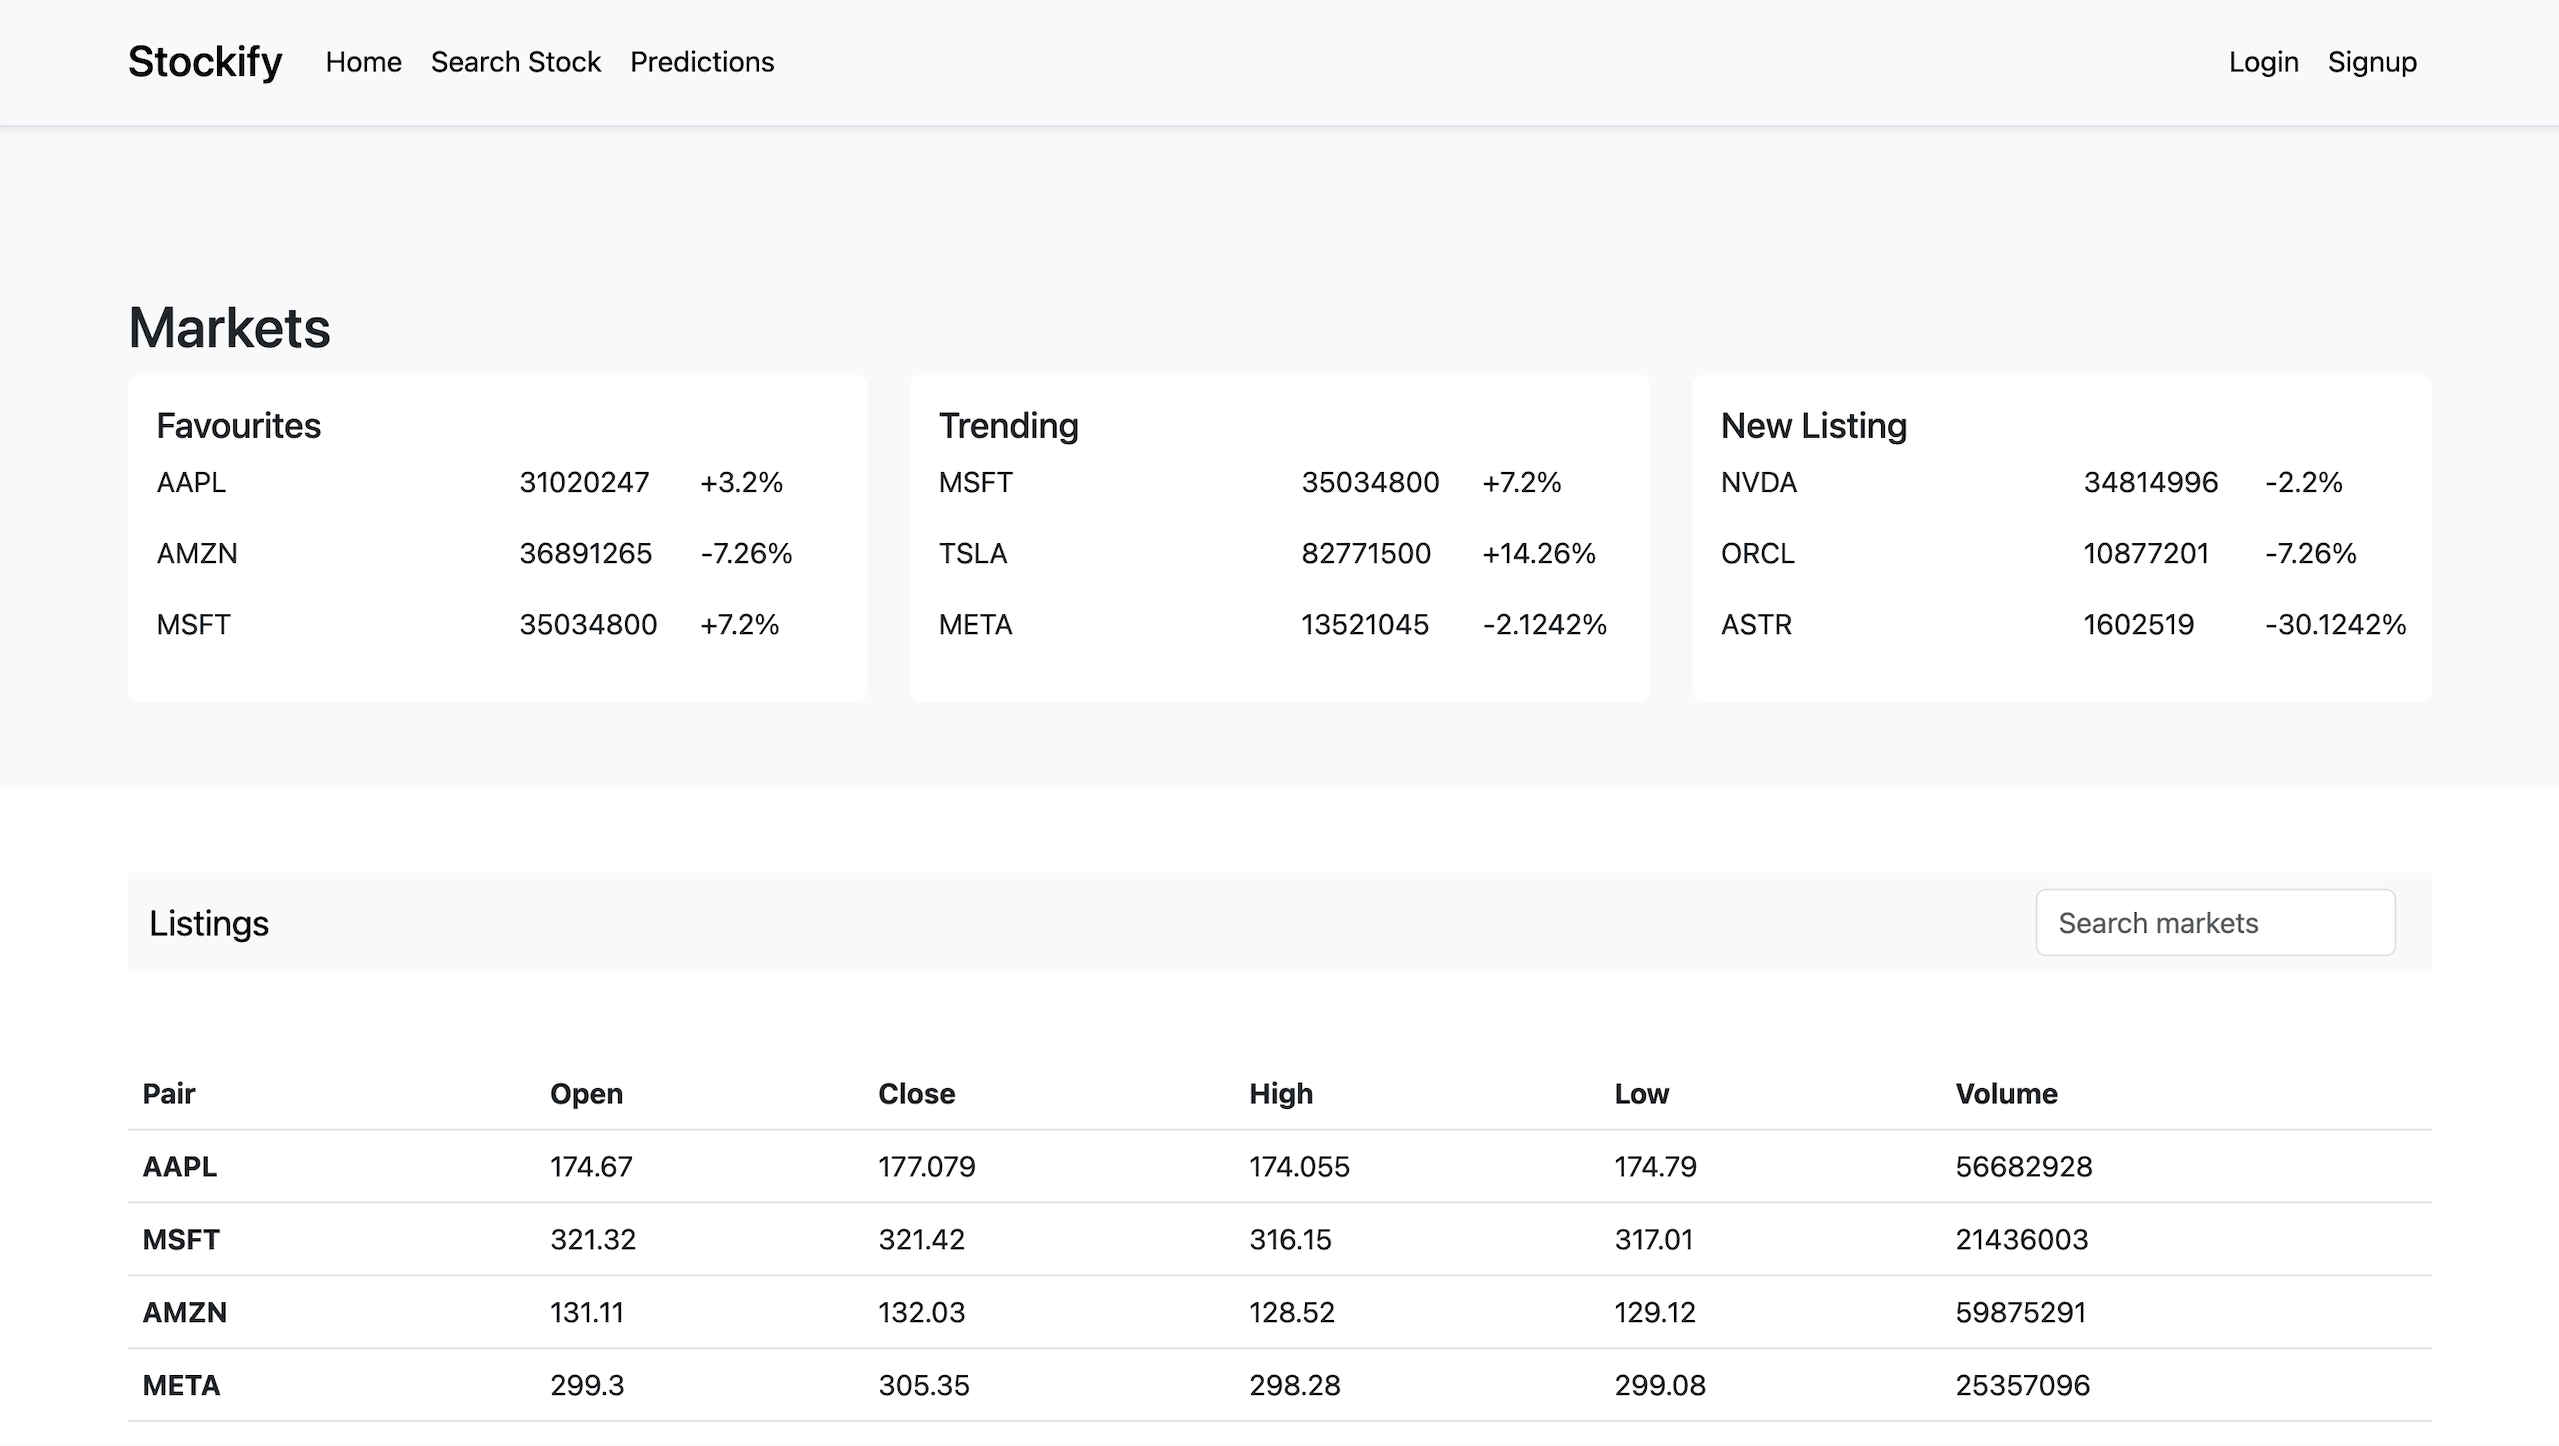 Stockify Home Search Stock Predictions Login Signup
Markets
Favourites
AAPL 31020247 +3.2%
AMZN 36891265 -7.26%
MSFT 35034800 +7.2%
Trending
MSFT 35034800 +7.2%
TSLA 82771500 +14.26%
META 13521045 -2.1242%
New Listing
NVDA 34814996 -2.2%
ORCL 10877201 -7.26%
ASTR 1602519 -30.1242%
Listings Search markets
Pair Open Close High Low Volume
AAPL 174.67 177.079 174.055 174.79 56682928
MSFT 321.32 321.42 316.15 317.01 21436003
AMZN 131.11 132.03 128.52 129.12 59875291
META 299.3 305.35 298.28 299.08 25357096